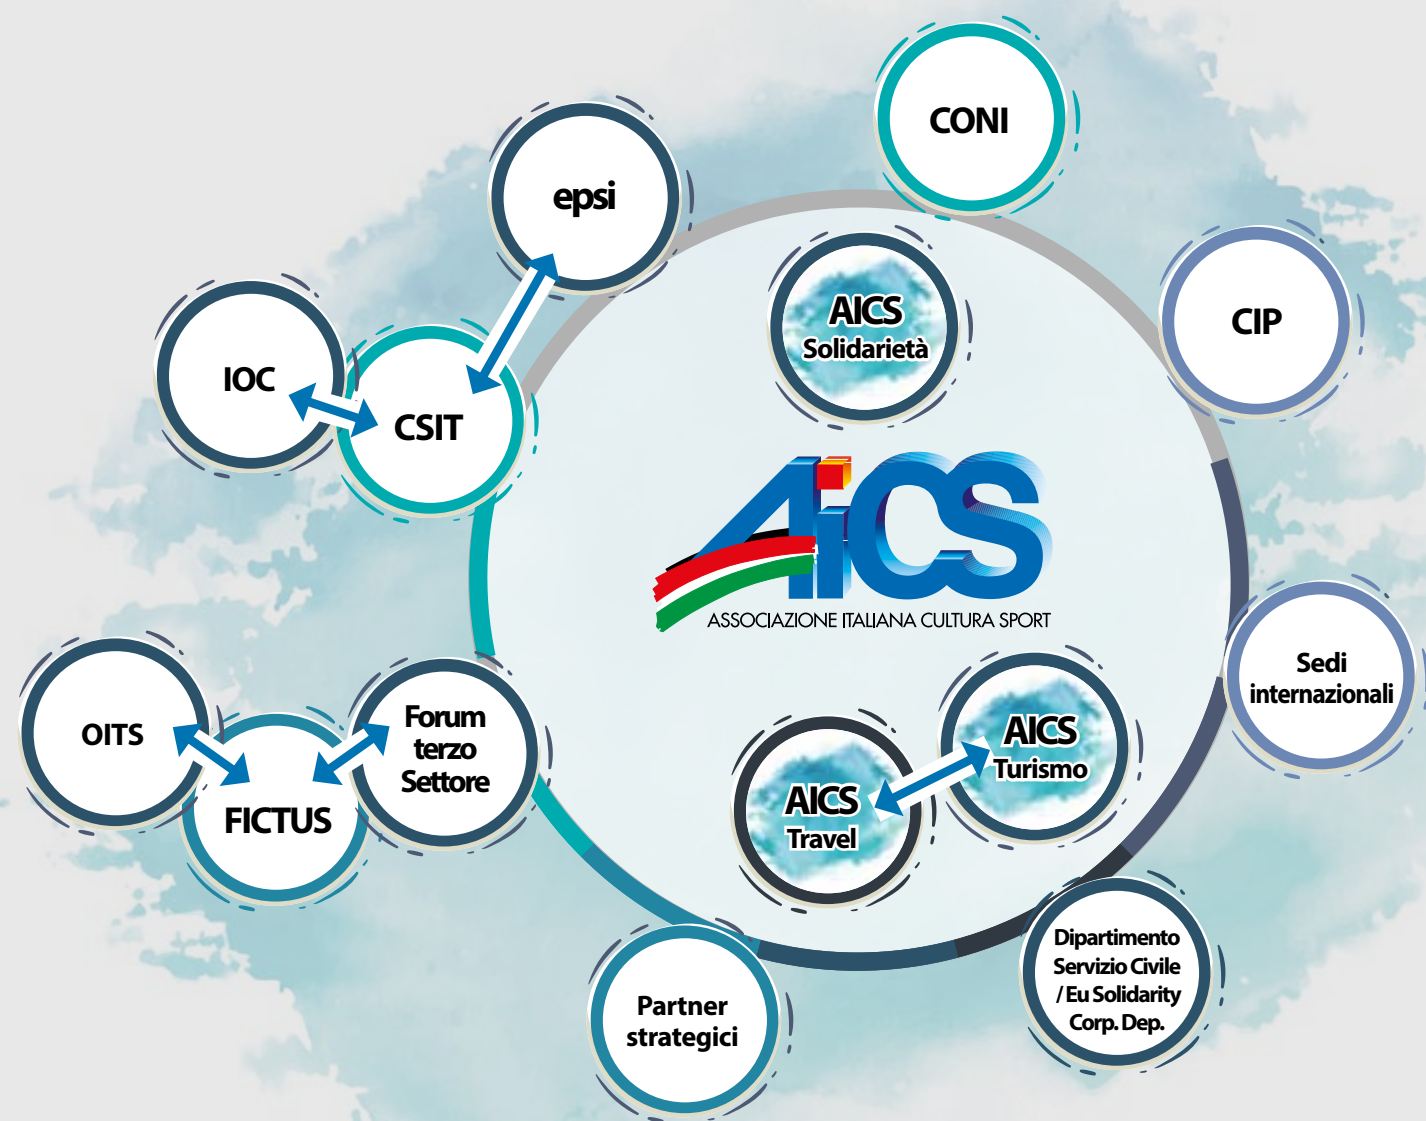 CONI
epsi
CIP
AICS
Solidarietà
IOC
CSIT
AiCS
ASSOCIAZIONE ITALIANA CULTURA SPORT
Sedi
internazionali
OITS
Forum
terzo
Settore
FICTUS
AICS
Turismo
AICS
Travel
Dipartimento
Servizio Civile
/ Eu Solidarity
Corp. Dep.
Partner
strategici